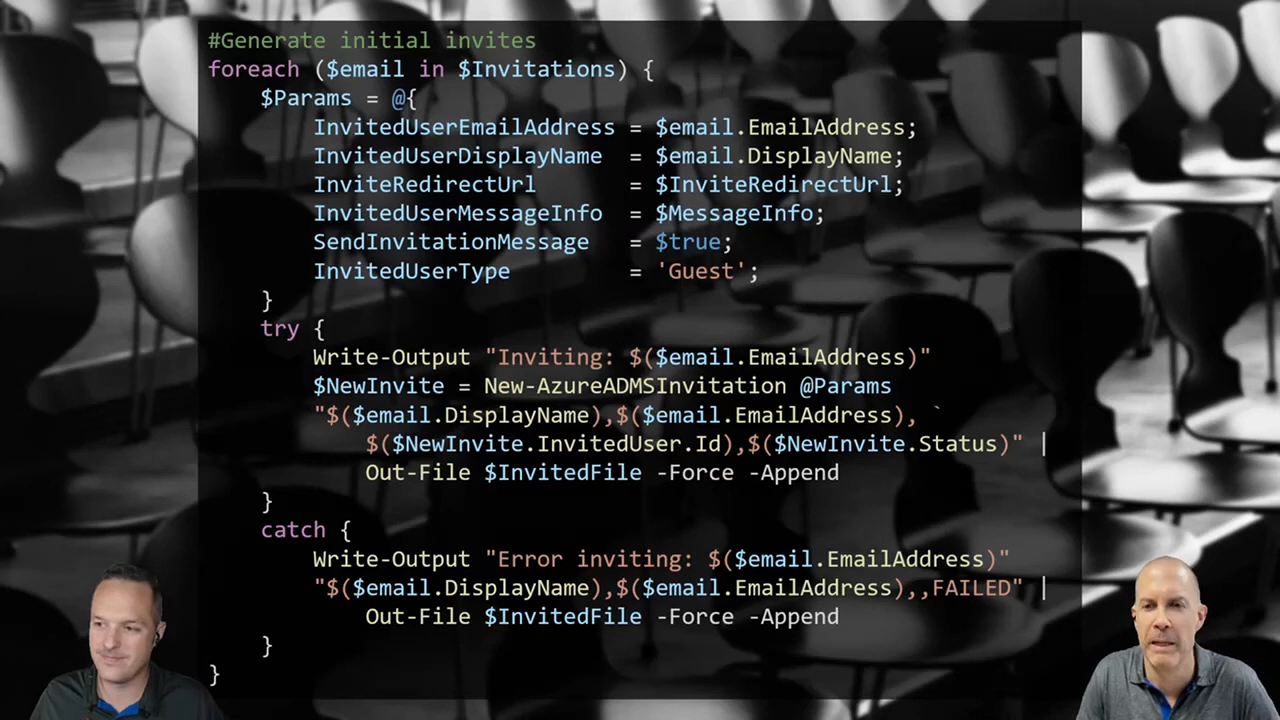 #Generate initial invites
foreach ($email in $Invitations) {
    $Params = @{
        InvitedUserEmailAddress = $email.EmailAddress;
        InvitedUserDisplayName  = $email.DisplayName;
        InviteRedirectUrl       = $InviteRedirectUrl;
        InvitedUserMessageInfo  = $MessageInfo;
        SendInvitationMessage   = $true;
        InvitedUserType         = 'Guest';
    }
    try {
        Write-Output "Inviting: $($email.EmailAddress)"
        $NewInvite = New-AzureADMSInvitation @Params
        "$($email.DisplayName),$($email.EmailAddress), `
            $($NewInvite.InvitedUser.Id),$($NewInvite.Status)" |
            Out-File $InvitedFile -Force -Append
    }
    catch {
        Write-Output "Error inviting: $($email.EmailAddress)"
        "$($email.DisplayName),$($email.EmailAddress),,FAILED" |
            Out-File $InvitedFile -Force -Append
    }
}